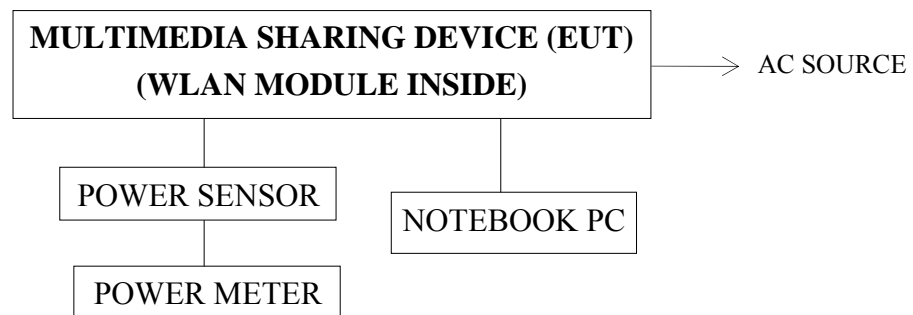 MULTIMEDIA SHARING DEVICE (EUT)
(WLAN MODULE INSIDE)
AC SOURCE
POWER SENSOR
NOTEBOOK PC
POWER METER